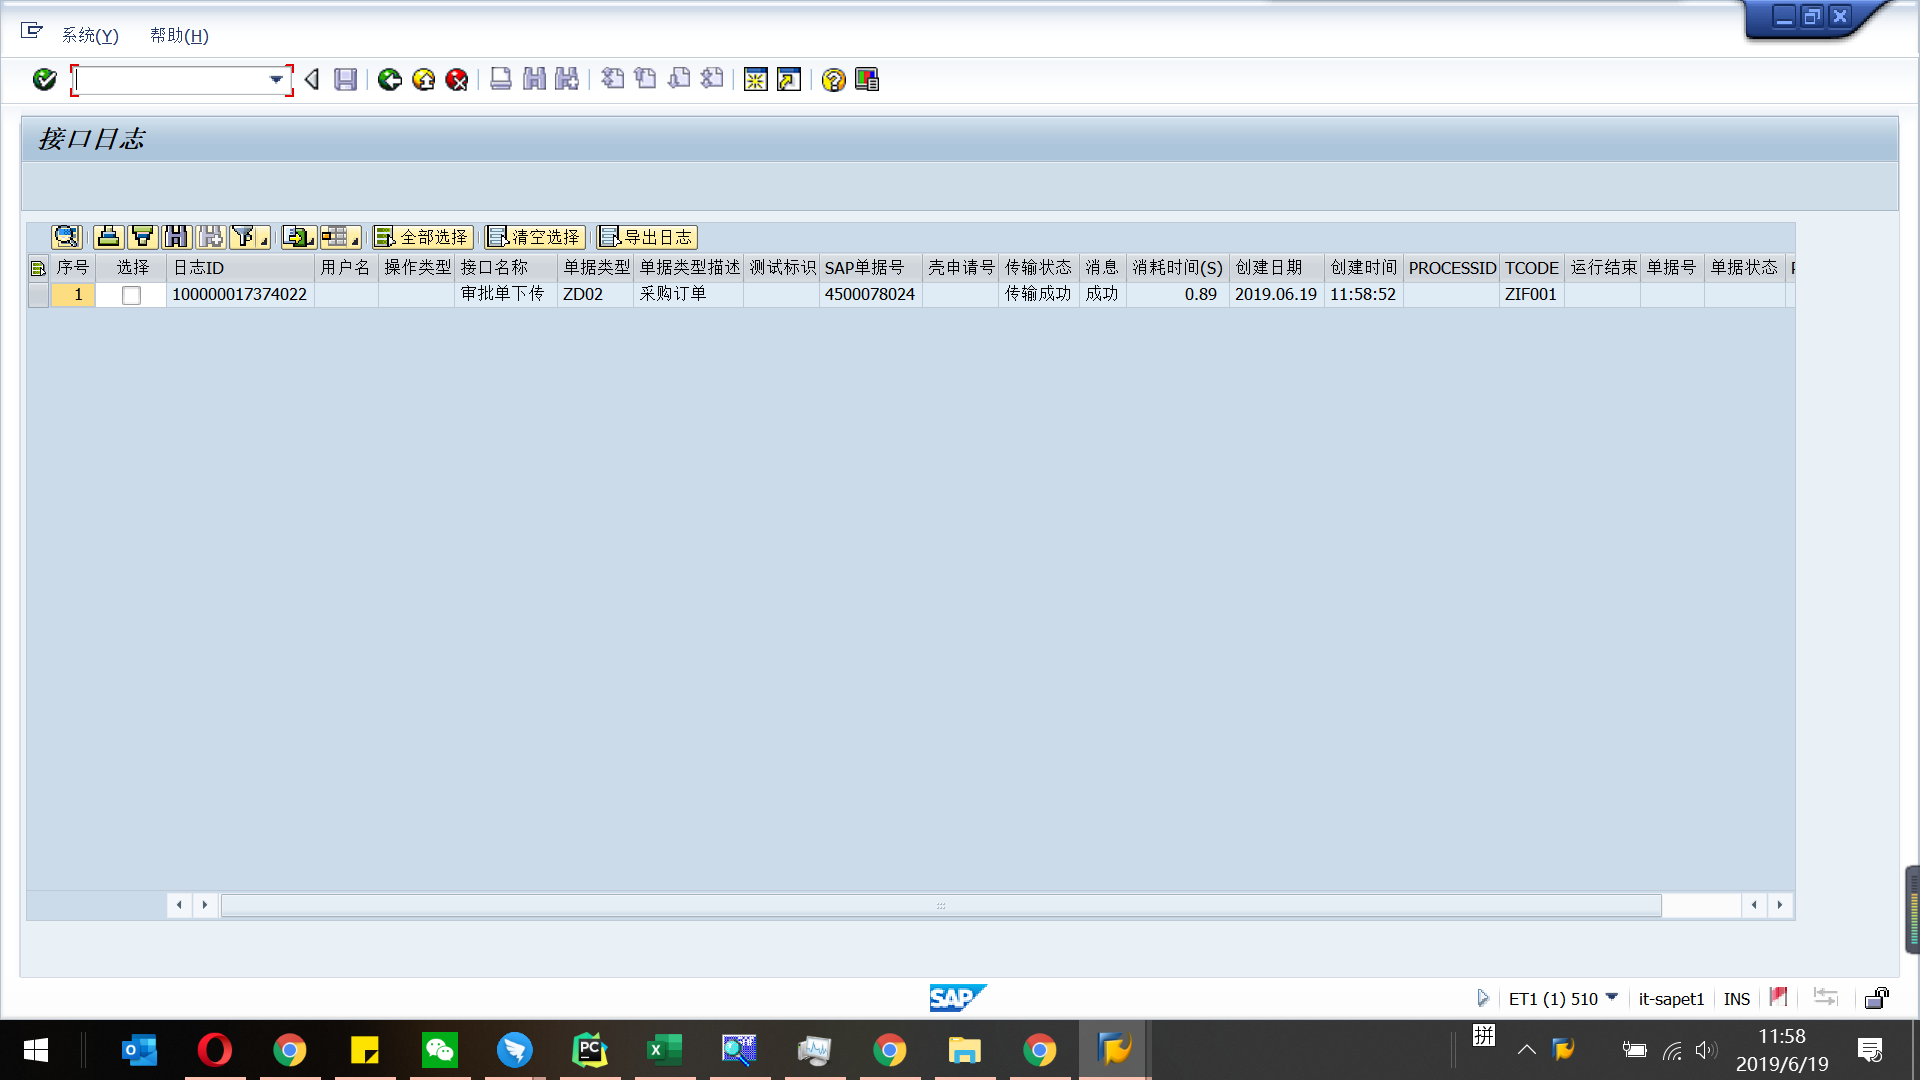 系统(Y) 帮助(H)
接口日志
全部选择 清空选择 导出日志
序号 选择 日志ID 用户名 操作类型 接口名称 单据类型 单据类型描述 测试标识 SAP单据号 壳申请号 传输状态 消息 消耗时间(S) 创建日期 创建时间 PROCESSID TCODE 运行结束 单据号 单据状态
1 100000017374022 审批单下传 ZD02 采购订单 4500078024 传输成功 成功 0.89 2019.06.19 11:58:52 ZIF001
SAP ET1 (1) 510 it-sapet1 INS
拼 11:58
2019/6/19